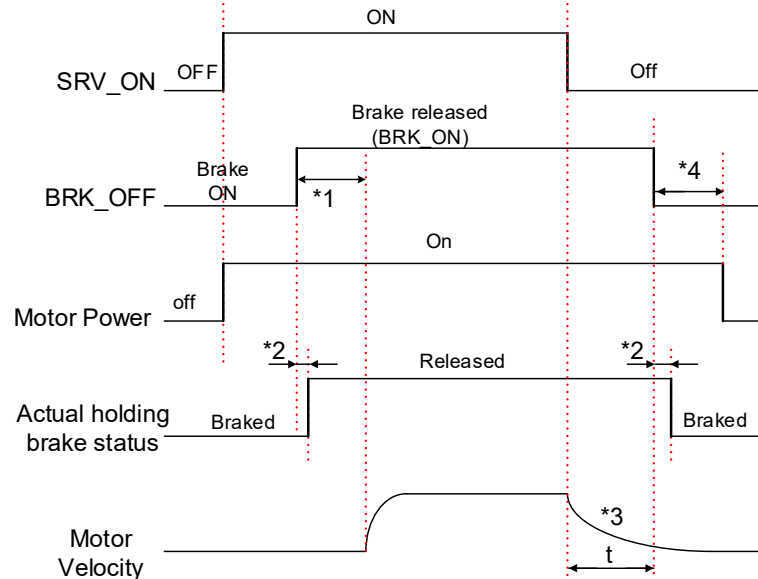 ON
OFF
Off
SRV_ON
Brake released
(BRK_ON)
Brake
ON
*4
*1
BRK_OFF
On
off
Motor Power
*2
Released
*2
Actual holding
brake status
Braked
Braked
*3
Motor
Velocity
t